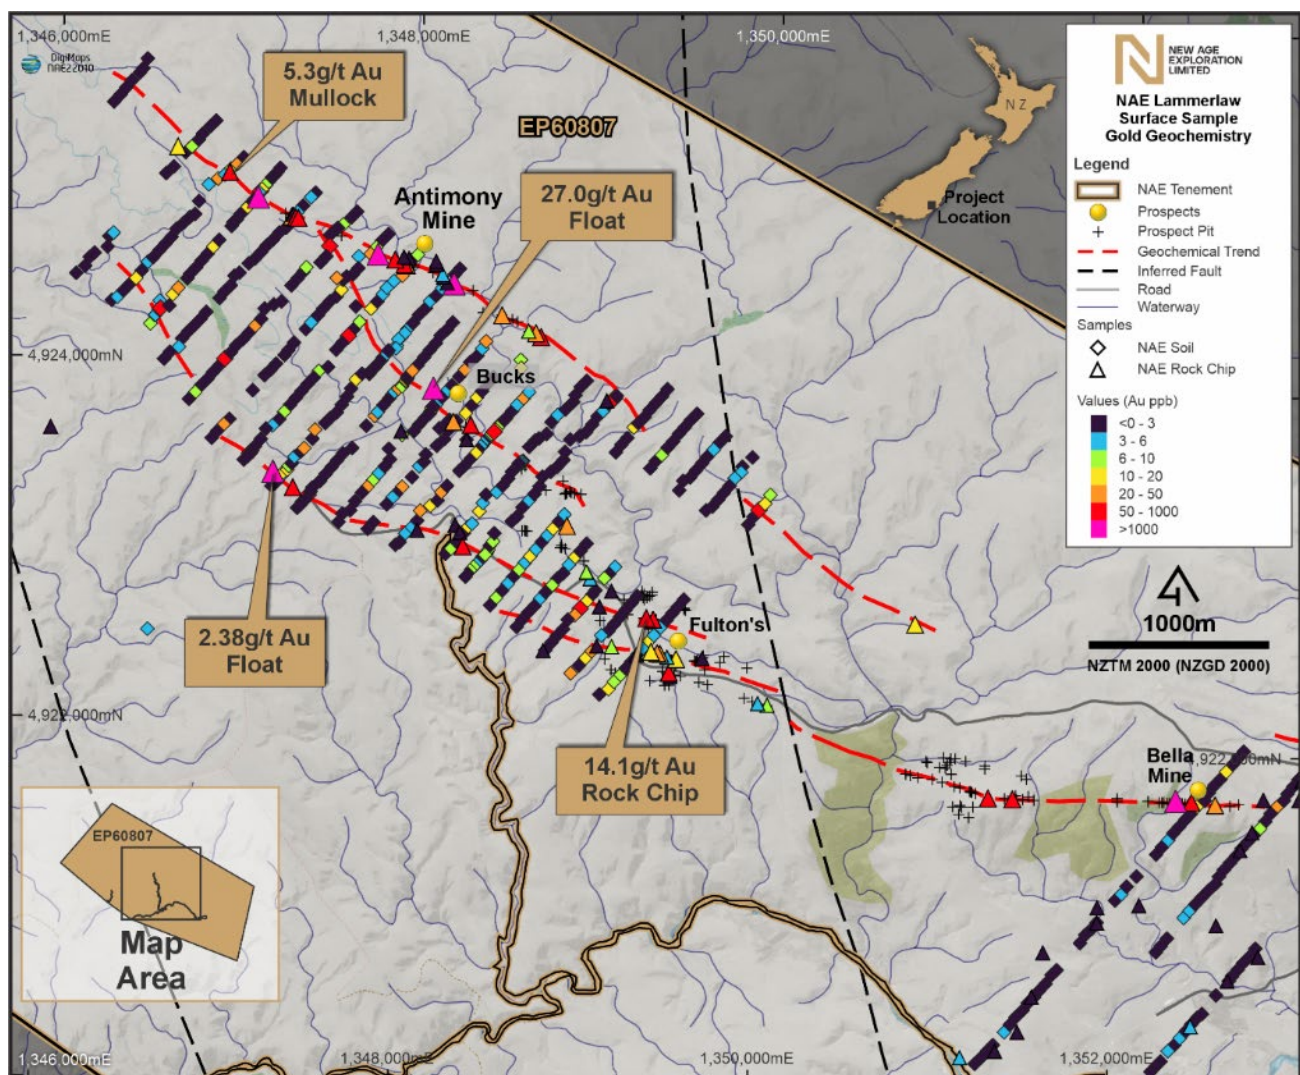 1,346,000mE
1,348,000mE
1,350,000mE
DigiMaps
NAE22010
5.3g/t Au
Mullock
EP60807
Antimony
Mine
27.0g/t Au
Float
NZ
Project
Location
N
NEW AGE
EXPLORATION
LIMITED
NAE Lammerlaw
Surface Sample
Gold Geochemistry
Legend
NAE Tenement
Prospects
Prospect Pit
Geochemical Trend
Inferred Fault
Road
Waterway
Samples
NAE Soil
NAE Rock Chip
Values (Au ppb)
<0 - 3
3 - 6
6 - 10
10 - 20
20 - 50
50 - 1000
>1000
4,924,000mN
Bucks
1000m
NZTM 2000 (NZGD 2000)
2.38g/t Au
Float
Fulton's
4,922,000mN
14.1g/t Au
Rock Chip
Bella
Mine
EP60807
Map
Area
1,346,000mE
1,348,000mE
1,350,000mE
1,352,000mE